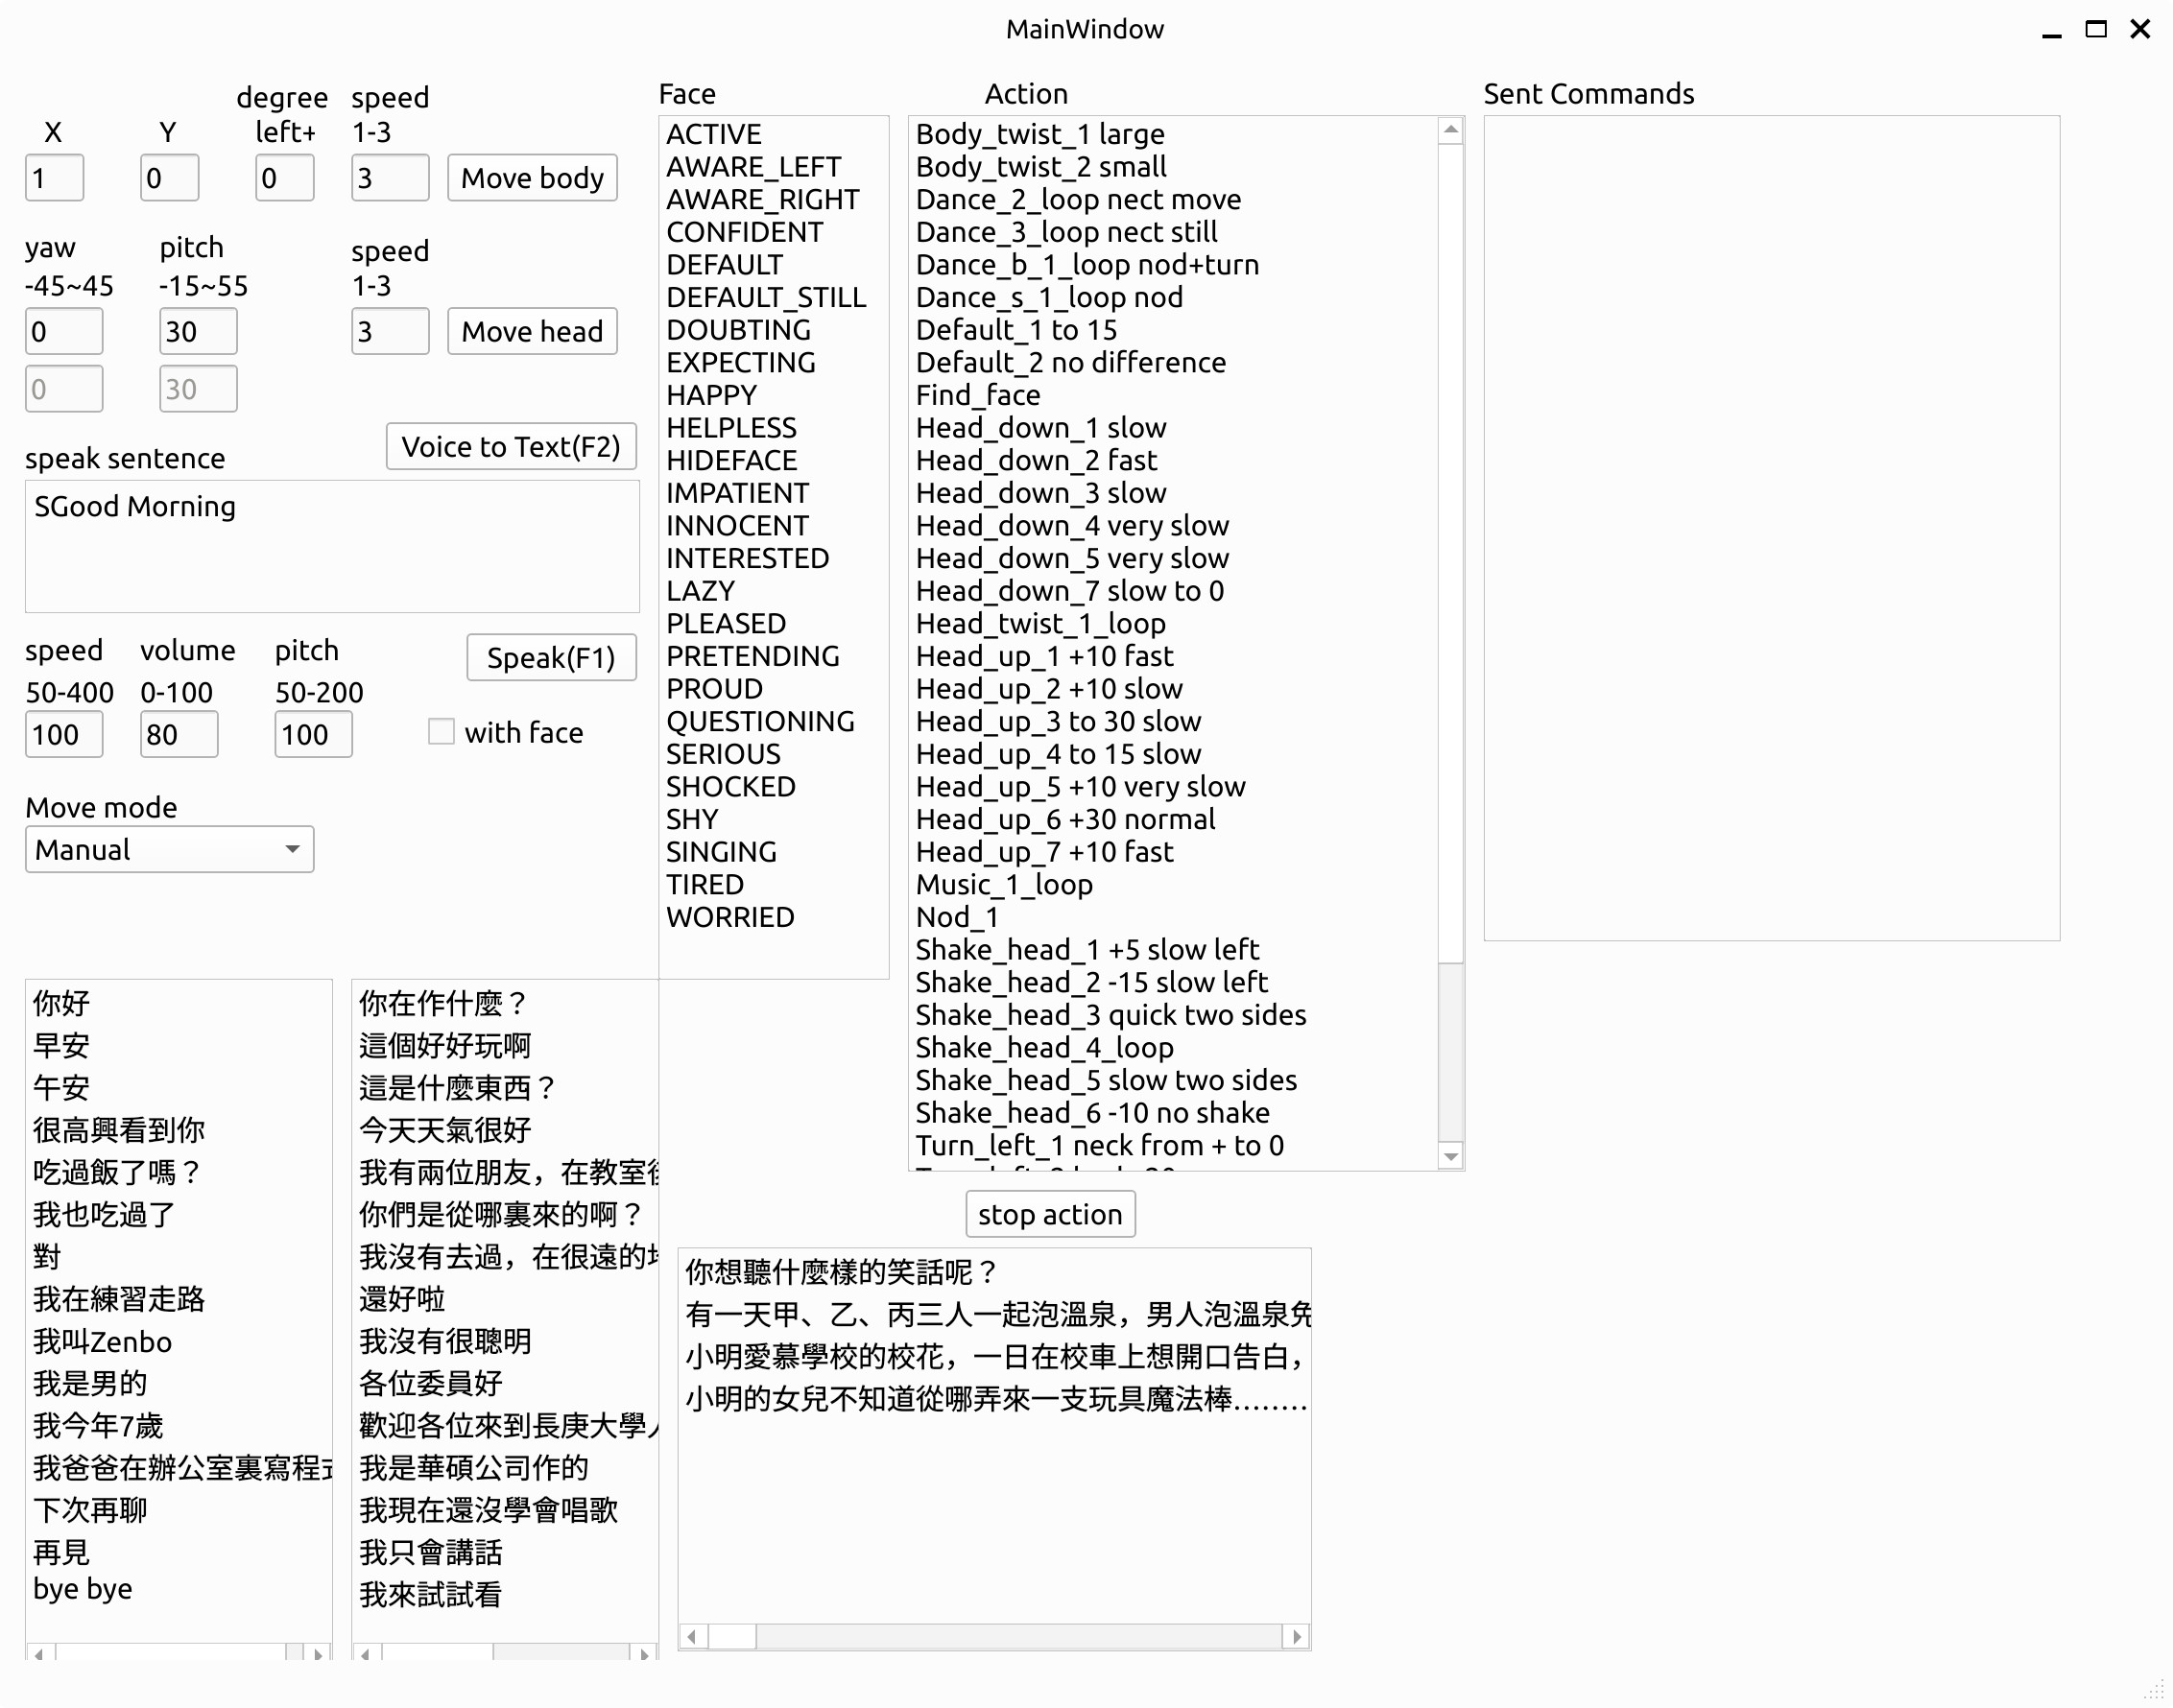 MainWindow
degree speed
X Y left+ 1-3
1 0 0 3 Move body
yaw pitch speed
-45~45 -15~55 1-3
0 30 3 Move head
0 30
Voice to Text(F2)
speak sentence
SGood Morning
speed volume pitch Speak(F1)
50-400 0-100 50-200
100 80 100 with face
Move mode
Manual
Face
ACTIVE
AWARE_LEFT
AWARE_RIGHT
CONFIDENT
DEFAULT
DEFAULT_STILL
DOUBTING
EXPECTING
HAPPY
HELPLESS
HIDEFACE
IMPATIENT
INNOCENT
INTERESTED
LAZY
PLEASED
PRETENDING
PROUD
QUESTIONING
SERIOUS
SHOCKED
SHY
SINGING
TIRED
WORRIED
Action
Body_twist_1 large
Body_twist_2 small
Dance_2_loop nect move
Dance_3_loop nect still
Dance_b_1_loop nod+turn
Dance_s_1_loop nod
Default_1 to 15
Default_2 no difference
Find_face
Head_down_1 slow
Head_down_2 fast
Head_down_3 slow
Head_down_4 very slow
Head_down_5 very slow
Head_down_7 slow to 0
Head_twist_1_loop
Head_up_1 +10 fast
Head_up_2 +10 slow
Head_up_3 to 30 slow
Head_up_4 to 15 slow
Head_up_5 +10 very slow
Head_up_6 +30 normal
Head_up_7 +10 fast
Music_1_loop
Nod_1
Shake_head_1 +5 slow left
Shake_head_2 -15 slow left
Shake_head_3 quick two sides
Shake_head_4_loop
Shake_head_5 slow two sides
Shake_head_6 -10 no shake
Turn_left_1 neck from + to 0
stop action
Sent Commands
你好
早安
午安
很高興看到你
吃過飯了嗎？
我也吃過了
對
我在練習走路
我叫Zenbo
我是男的
我今年7歲
我爸爸在辦公室裏寫程
下次再聊
再見
bye bye
你在作什麼？
這個好好玩啊
這是什麼東西？
今天天氣很好
我有兩位朋友，在教室
你們是從哪裏來的啊？
我沒有去過，在很遠的
還好啦
我沒有很聰明
各位委員好
歡迎各位來到長庚大學
我是華碩公司作的
我現在還沒學會唱歌
我只會講話
我來試試看
你想聽什麼樣的笑話呢？
有一天甲、乙、丙三人一起泡溫泉，男人泡溫泉免
小明愛慕學校的校花，一日在校車上想開口告白，
小明的女兒不知道從哪弄來一支玩具魔法棒........